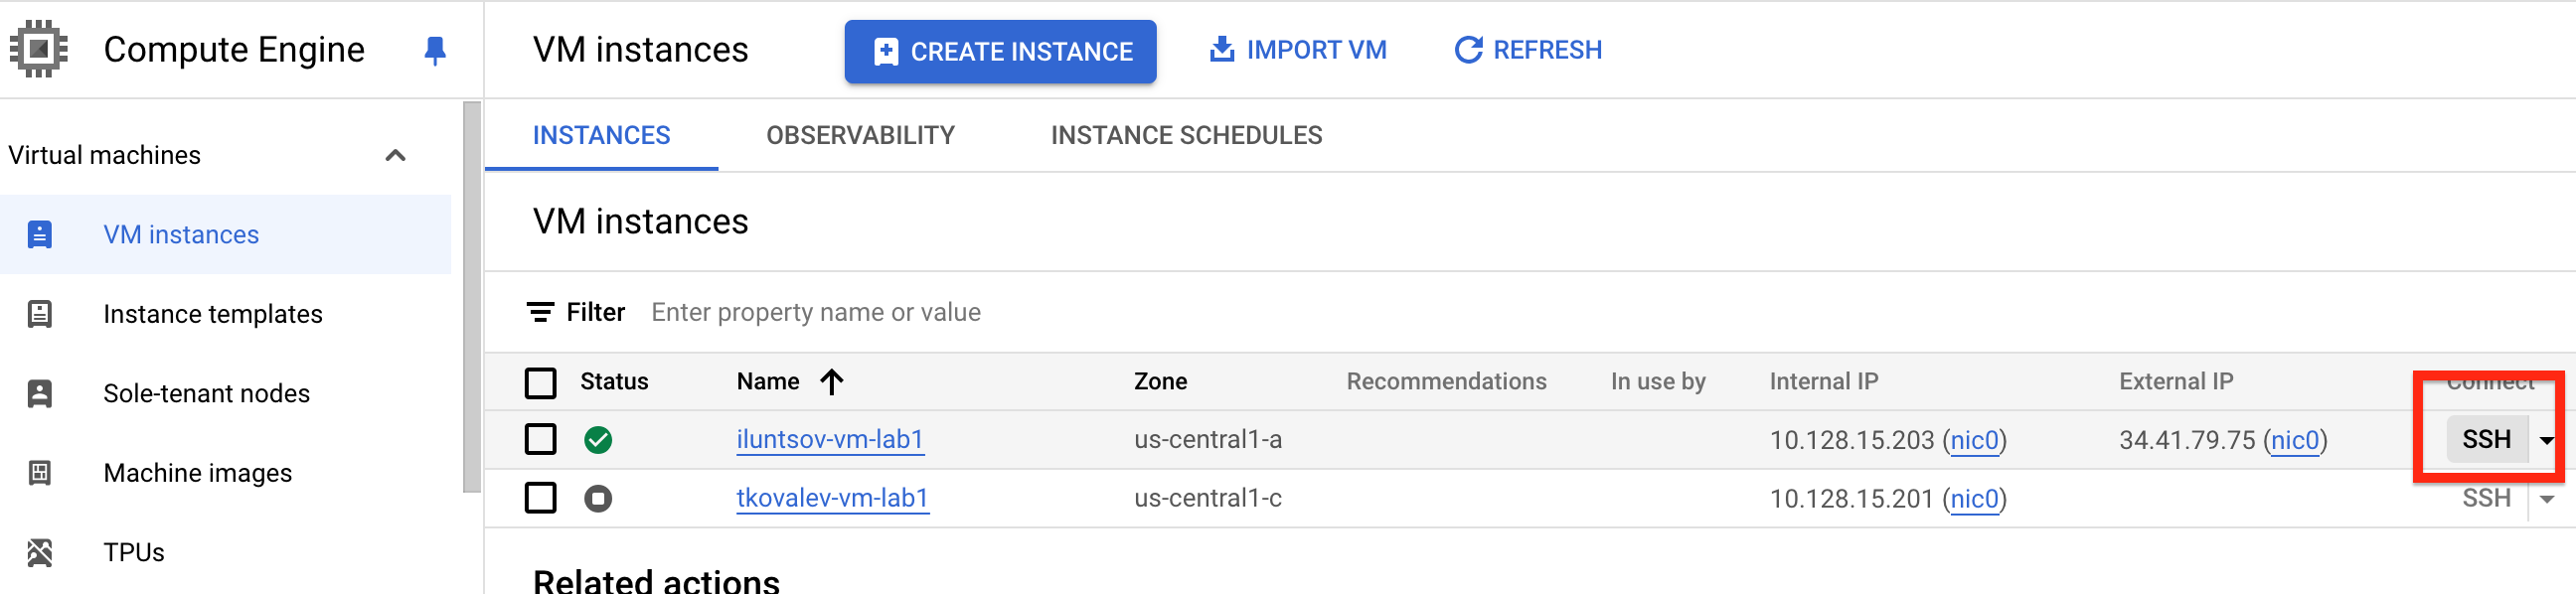 Compute Engine
VM instances
CREATE INSTANCE
IMPORT VM
REFRESH
Virtual machines
VM instances
Instance templates
Sole-tenant nodes
Machine images
TPUs
INSTANCES
OBSERVABILITY
INSTANCE SCHEDULES
VM instances
Filter Enter property name or value
Status Name Zone Recommendations In use by Internal IP External IP Connect
iluntsov-vm-lab1 us-central1-a 10.128.15.203 (nic0) 34.41.79.75 (nic0) SSH
tkovalev-vm-lab1 us-central1-c 10.128.15.201 (nic0) SSH
Related actions